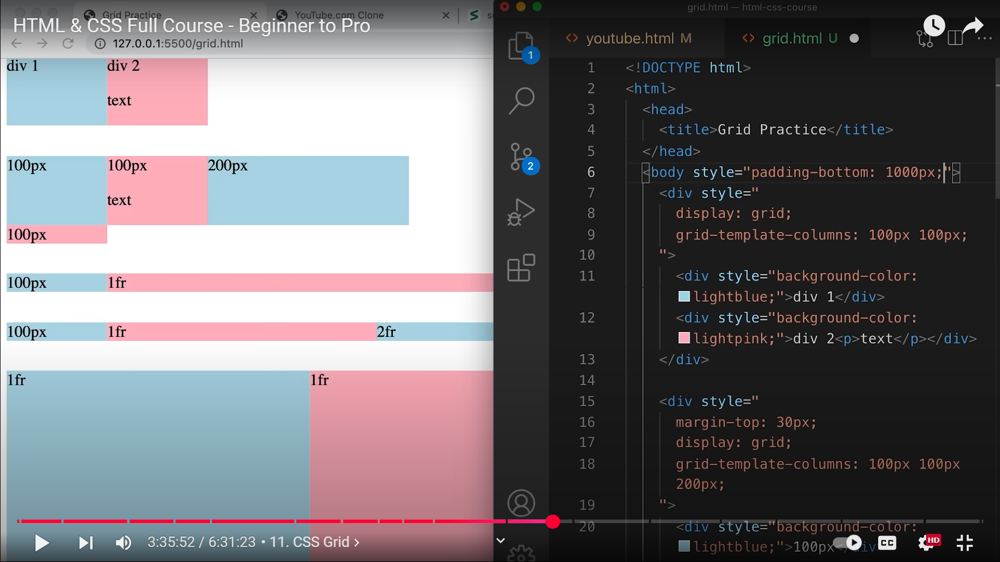 Grid Practice
YouTube.com Clone
grid.html — html-css-course
HTML & CSS Full Course - Beginner to Pro
127.0.0.1:5500/grid.html
youtube.html M
grid.html U
1
2
div 1
div 2
text
100px
100px
200px
text
100px
100px
1fr
100px
1fr
2fr
1fr
1fr
1 <!DOCTYPE html>
2 <html>
3 <head>
4 <title>Grid Practice</title>
5 </head>
6 <body style="padding-bottom: 1000px;">
7 <div style="
8 display: grid;
9 grid-template-columns: 100px 100px;
10 ">
11 <div style="background-color:
lightblue;">div 1</div>
12 <div style="background-color:
lightpink;">div 2<p>text</p></div>
13 </div>
14
15 <div style="
16 margin-top: 30px;
17 display: grid;
18 grid-template-columns: 100px 100px
200px;
19 ">
20 <div style="background-color:
lightblue;">100px</div
3:35:52 / 6:31:23 • 11. CSS Grid
CC
HD